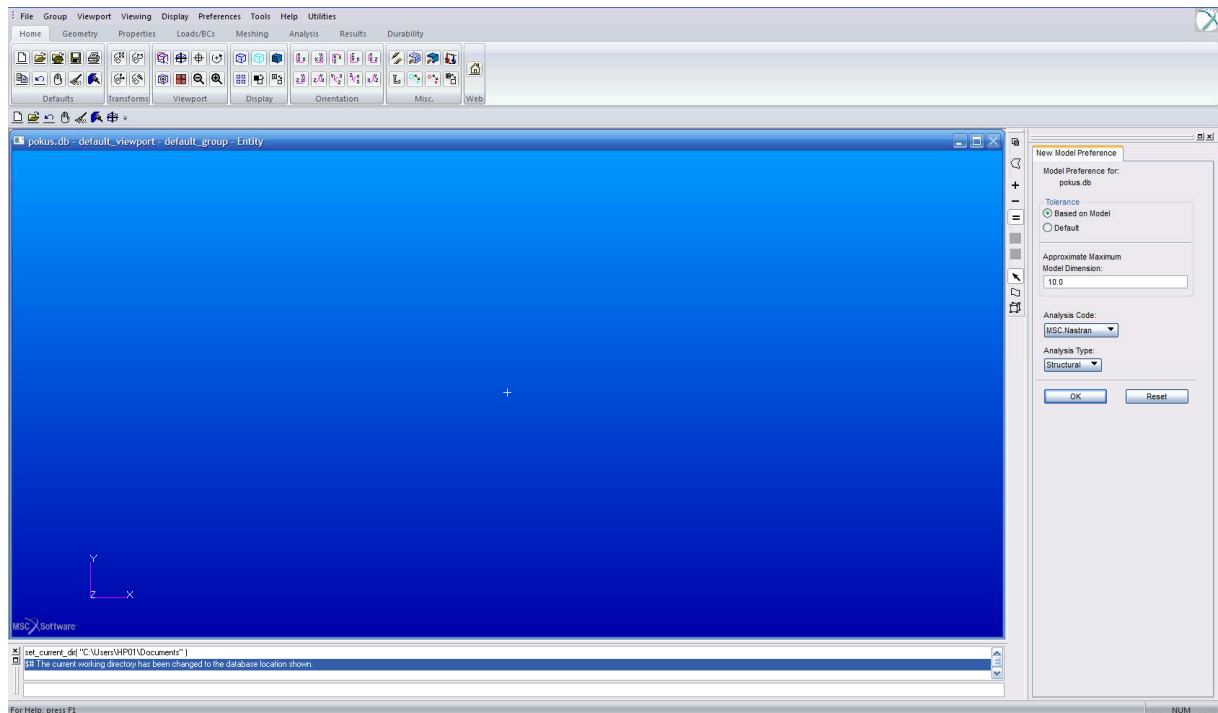 File Group Viewport Viewing Display Preferences Tools Help Utilities
Home Geometry Properties Loads/BCs Meshing Analysis Results Durability
Defaults Transforms Viewport Display Orientation Misc. Web
pokus.db - default_viewport - default_group - Entity
New Model Preference
Model Preference for:
pokus.db
Tolerance
Based on Model
Default
Approximate Maximum
Model Dimension:
10.0
Analysis Code:
MSC.Nastran
Analysis Type:
Structural
OK Reset
Y
Z X
MSC Software
set_current_dir( "C:\Users\HP01\Documents" )
$# The current working directory has been changed to the database location shown.
For Help, press F1 NUM